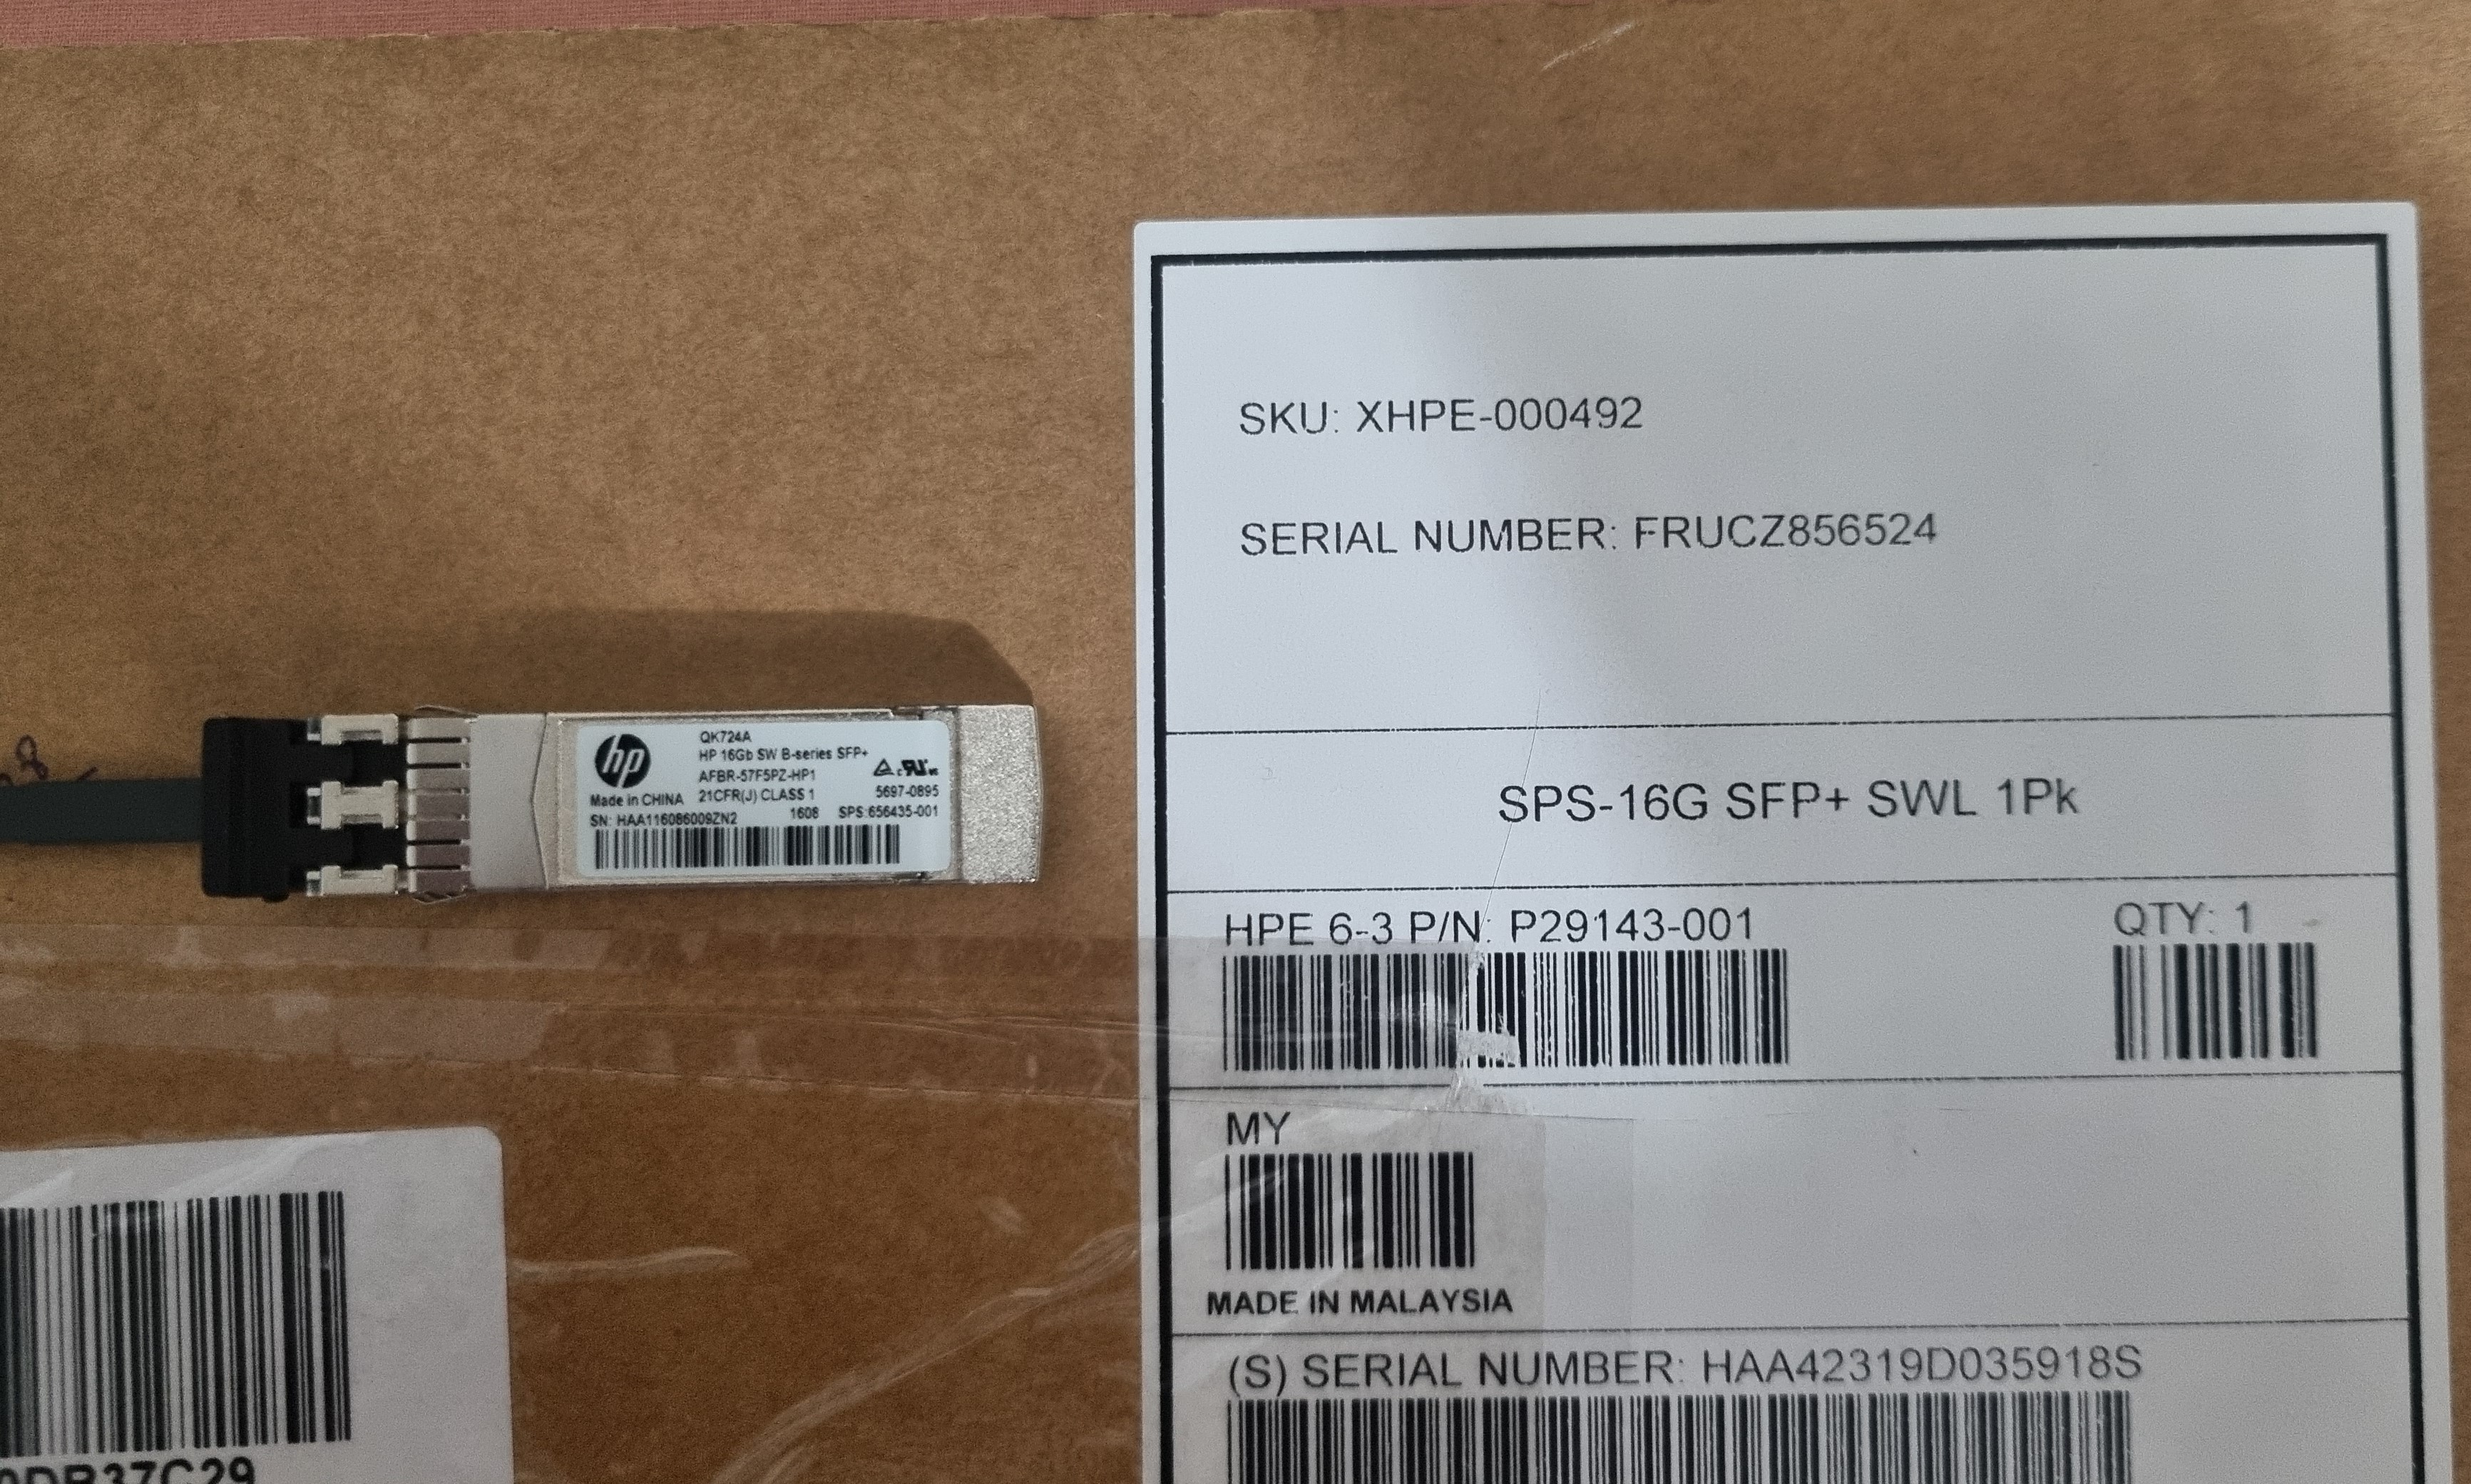 hp
QK724A
HP 16Gb SW B-series SFP+
AFBR-57F5PZ-HP1
Made in CHINA 21CFR(J) CLASS 1 5697-0895
SN: HAA116086009ZN2 1608 SPS:656435-001
SKU: XHPE-000492
SERIAL NUMBER: FRUCZ856524
SPS-16G SFP+ SWL 1Pk
HPE 6-3 P/N: P29143-001 QTY: 1
MY
MADE IN MALAYSIA
(S) SERIAL NUMBER: HAA42319D035918S